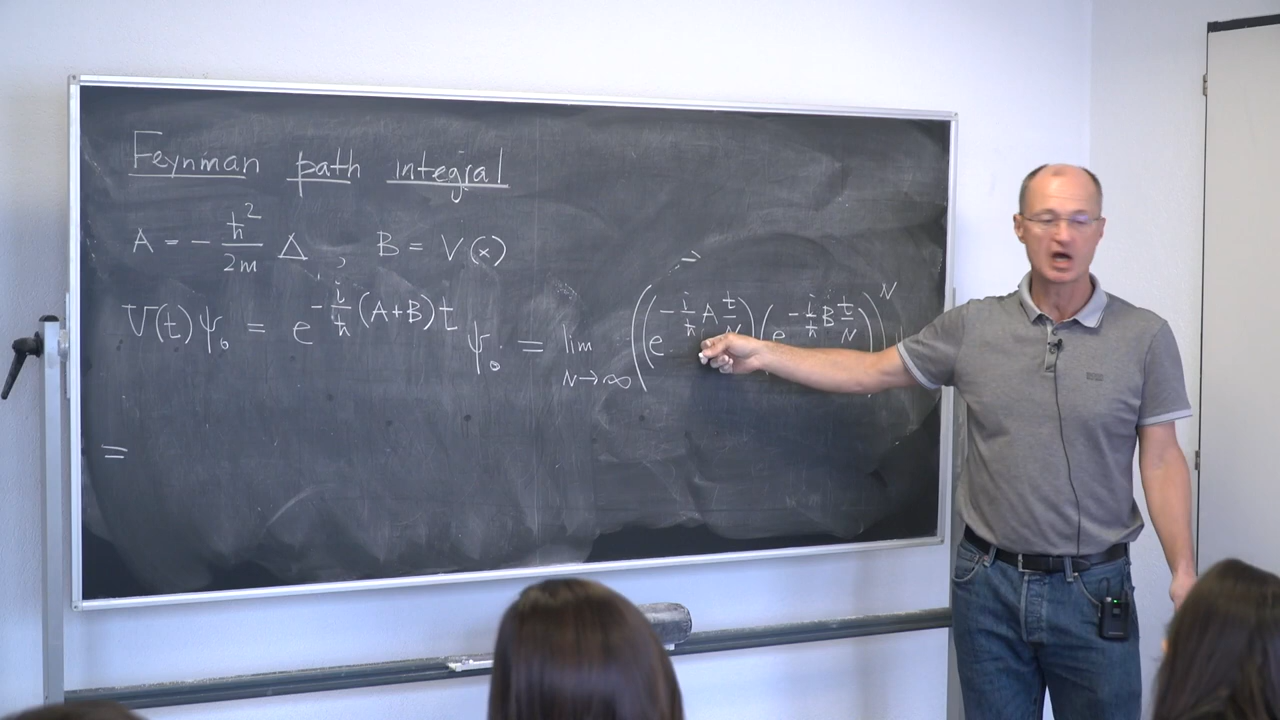 Feynman path integral
A = - ℏ²/2m Δ, B = V(x)
U(t)ψ₀ = e^{-i/ℏ (A+B)t} ψ₀ = lim_{N→∞} ((e^{-i/ℏ A t/N})(e^{-i/ℏ B t/N}))^N
=